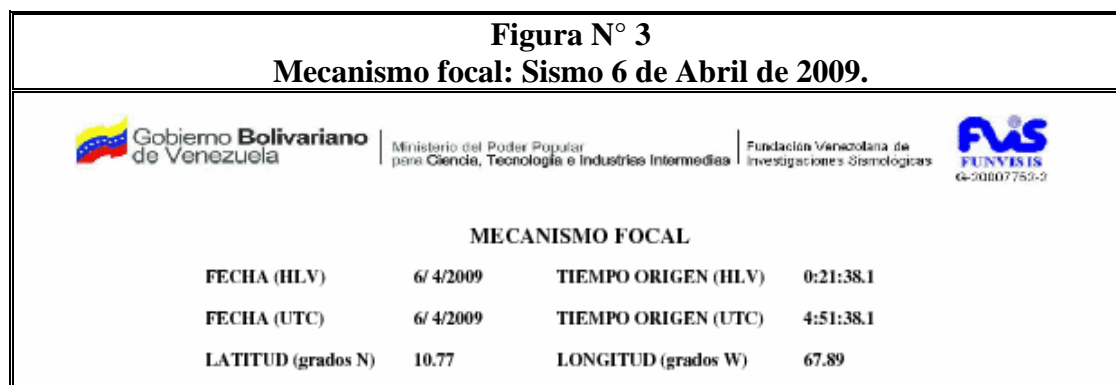 Figura N° 3
Mecanismo focal: Sismo 6 de Abril de 2009.
Gobierno Bolivariano
de Venezuela
Ministerio del Poder Popular
para Ciencia, Tecnología e Industrias Intermedias
Fundación Venezolana de
Investigaciones Sismológicas
FUNVISIS
G-20007752-2
MECANISMO FOCAL
FECHA (HLV) 6/ 4/2009 TIEMPO ORIGEN (HLV) 0:21:38.1
FECHA (UTC) 6/ 4/2009 TIEMPO ORIGEN (UTC) 4:51:38.1
LATITUD (grados N) 10.77 LONGITUD (grados W) 67.89